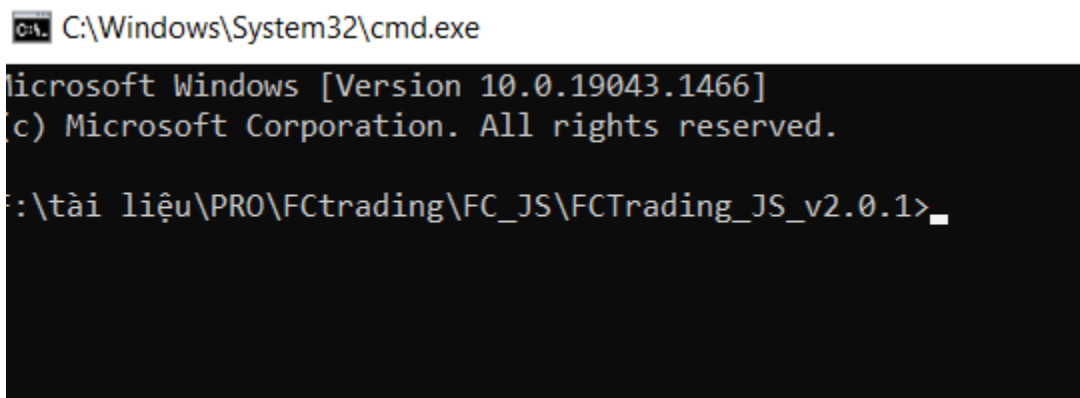 C:\Windows\System32\cmd.exe
Microsoft Windows [Version 10.0.19043.1466]
(c) Microsoft Corporation. All rights reserved.
F:\tài liệu\PRO\FCtrading\FC_JS\FCTrading_JS_v2.0.1>